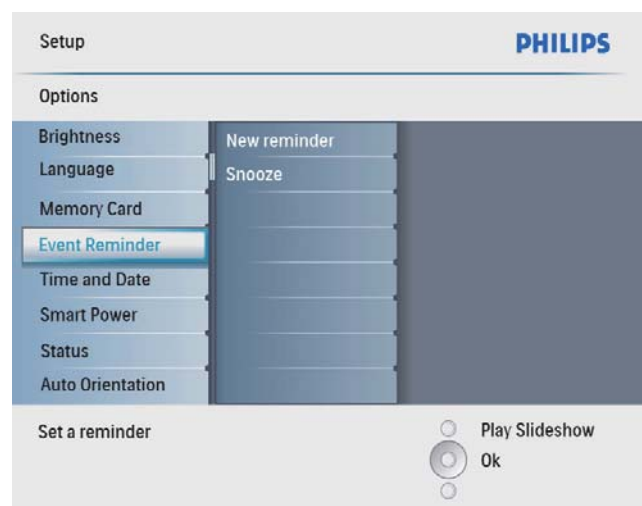 Setup
PHILIPS
Options
Brightness
Language
Memory Card
Event Reminder
Time and Date
Smart Power
Status
Auto Orientation
New reminder
Snooze
Set a reminder
Play Slideshow
Ok